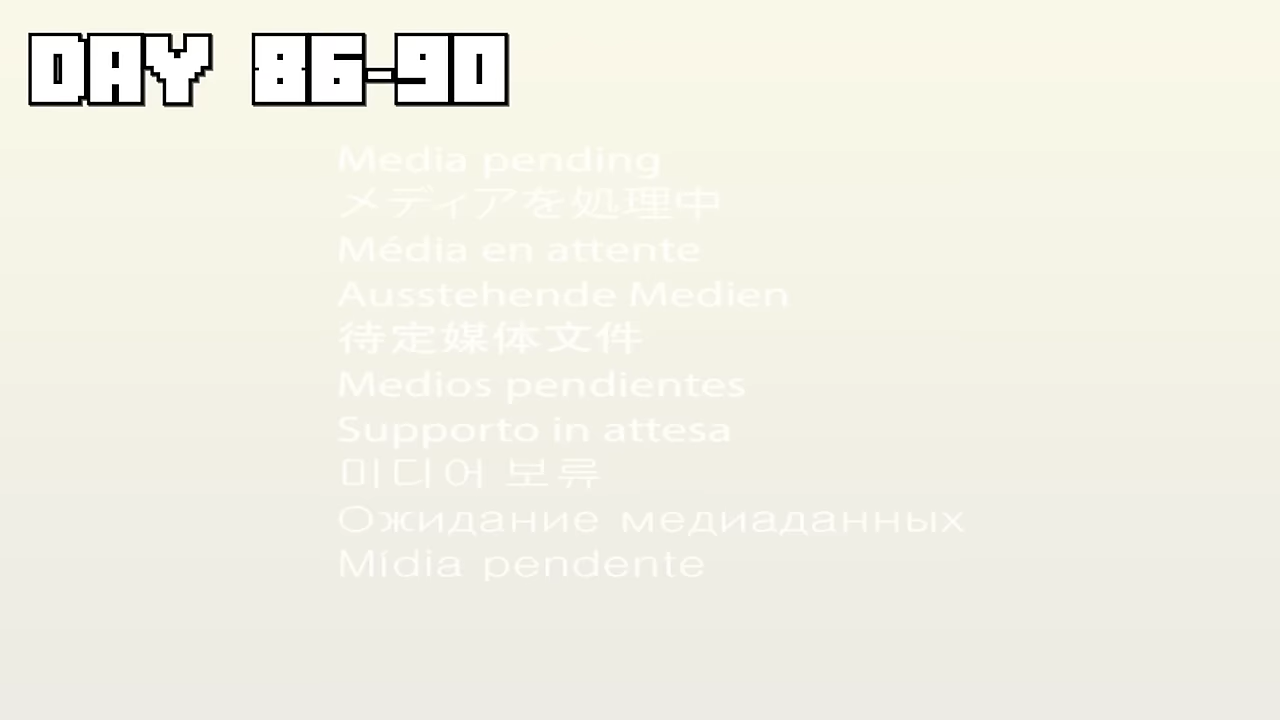 DAY 86-90
Media pending
メディアを処理中
Média en attente
Ausstehende Medien
待定媒体文件
Medios pendientes
Supporto in attesa
미디어 보류
Ожидание медиаданных
Mídia pendente